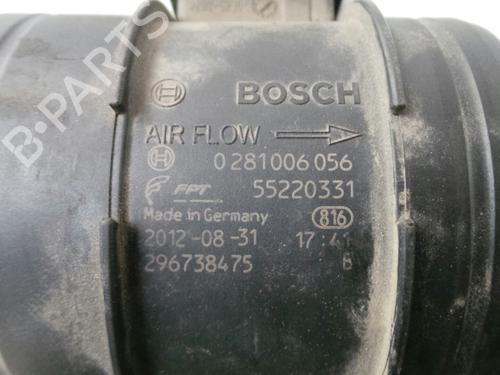 BOSCH
AIR FLOW
0 281 006 056
FPT 55220331
Made in Germany 816
2012-08-31 17:41
296738475 B
B-PARTS